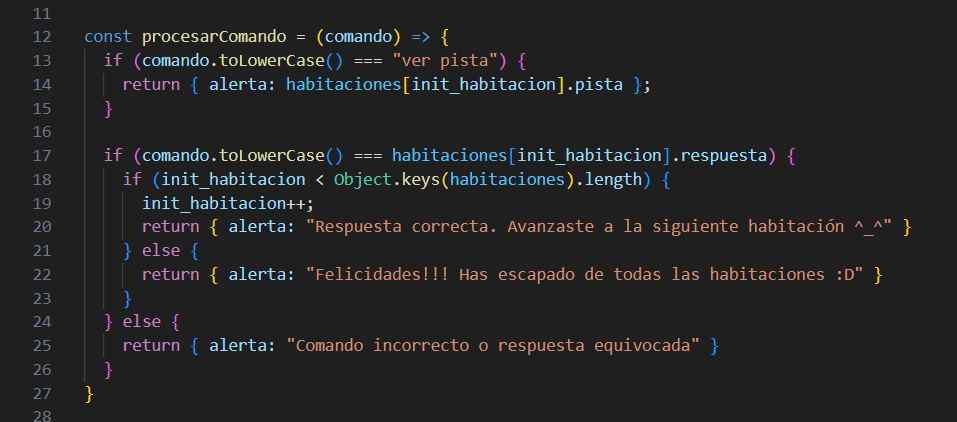 11
12 const procesarComando = (comando) => {
13 if (comando.toLowerCase() === "ver pista") {
14 return { alerta: habitaciones[init_habitacion].pista };
15 }
16
17 if (comando.toLowerCase() === habitaciones[init_habitacion].respuesta) {
18 if (init_habitacion < Object.keys(habitaciones).length) {
19 init_habitacion++;
20 return { alerta: "Respuesta correcta. Avanzaste a la siguiente habitación ^_^" }
21 } else {
22 return { alerta: "Felicidades!!! Has escapado de todas las habitaciones :D" }
23 }
24 } else {
25 return { alerta: "Comando incorrecto o respuesta equivocada" }
26 }
27 }
28